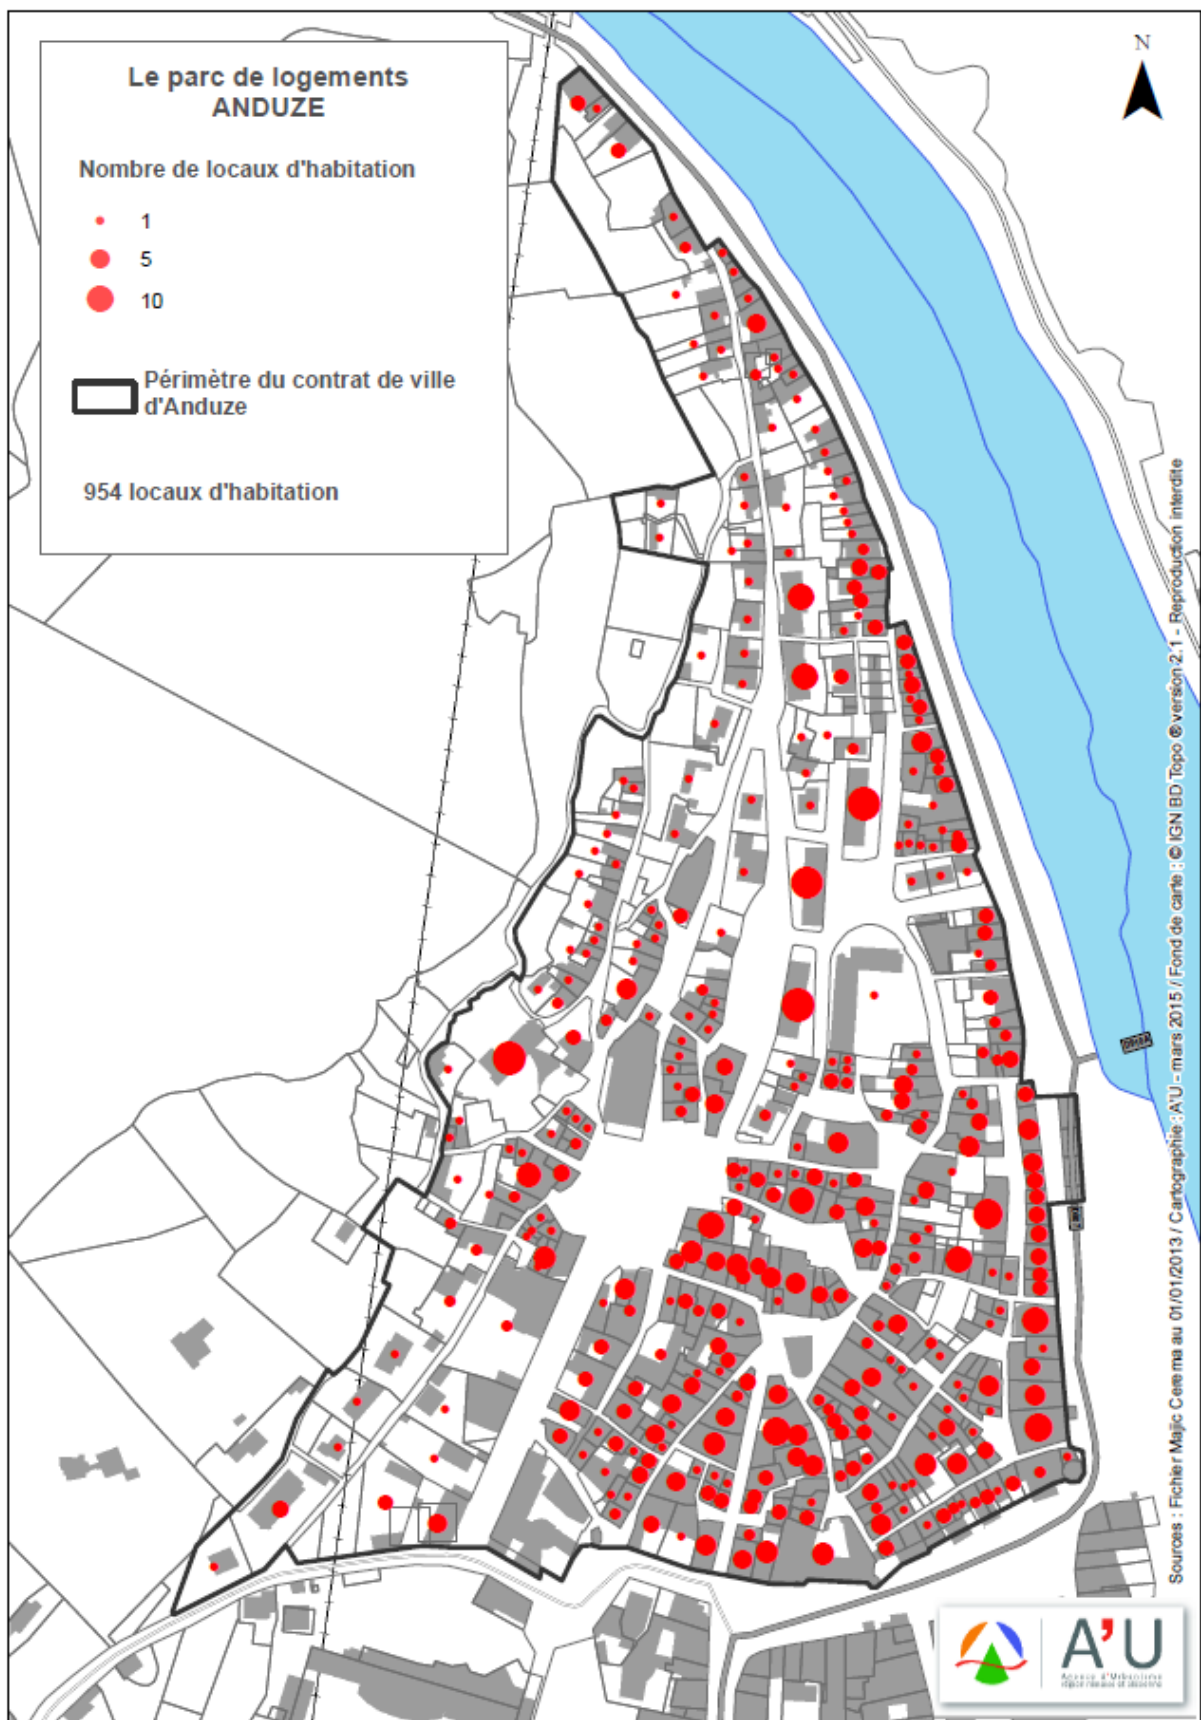 Le parc de logements
ANDUZE
Nombre de locaux d'habitation
1
5
10
Périmètre du contrat de ville
d'Anduze
954 locaux d'habitation
N
Sources : Fichier Majic Cerema au 01/01/2013 / Cartographie : A'U - mars 2015 / Fond de carte : © IGN BD Topo ® version 2.1 - Reproduction interdite
A'U
Agence d'Urbanisme